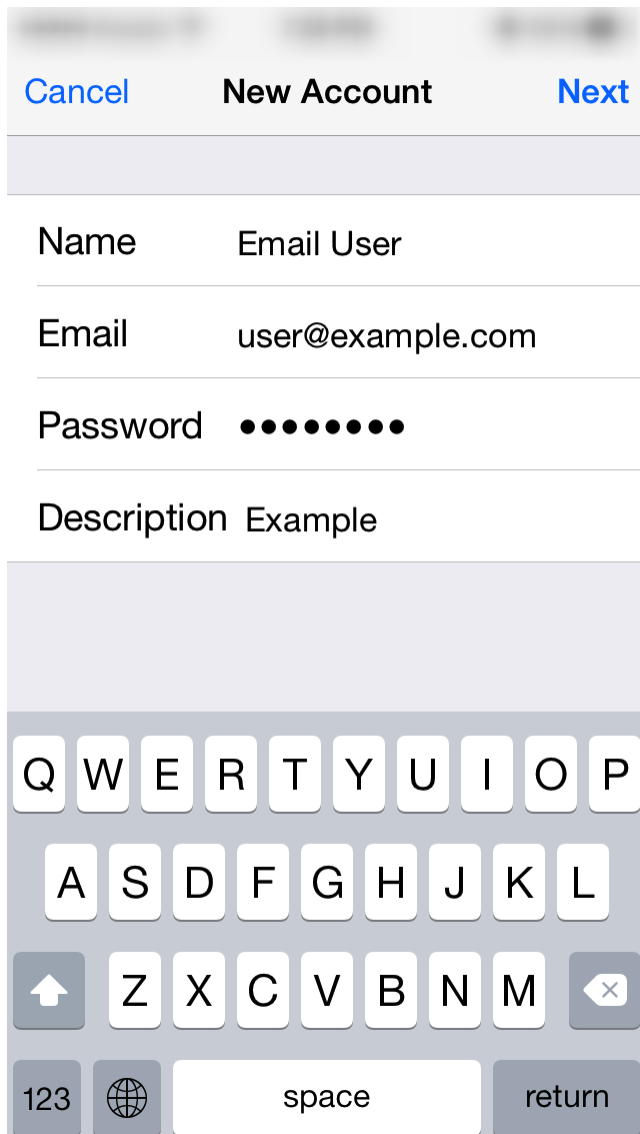 Cancel New Account Next
Name Email User
Email user@example.com
Password ••••••••
Description Example
Q W E R T Y U I O P
A S D F G H J K L
Z X C V B N M
123 space return